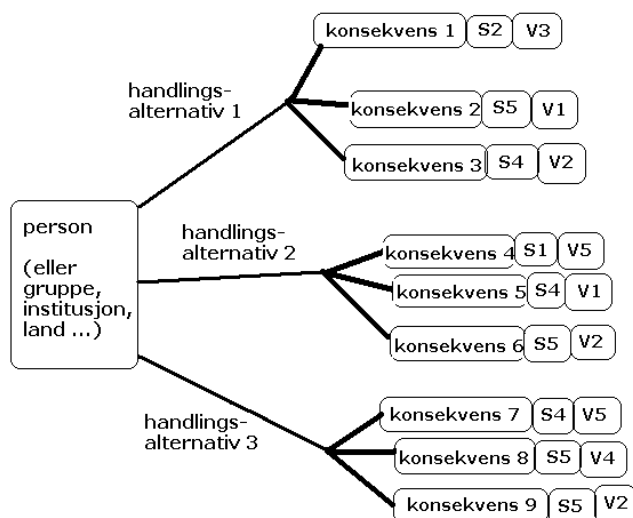 konsekvens 1 S2 V3
handlings-
alternativ 1
konsekvens 2 S5 V1
konsekvens 3 S4 V2
person
(eller
gruppe,
institusjon,
land ...)
handlings-
alternativ 2
konsekvens 4 S1 V5
konsekvens 5 S4 V1
konsekvens 6 S5 V2
handlings-
alternativ 3
konsekvens 7 S4 V5
konsekvens 8 S5 V4
konsekvens 9 S5 V2